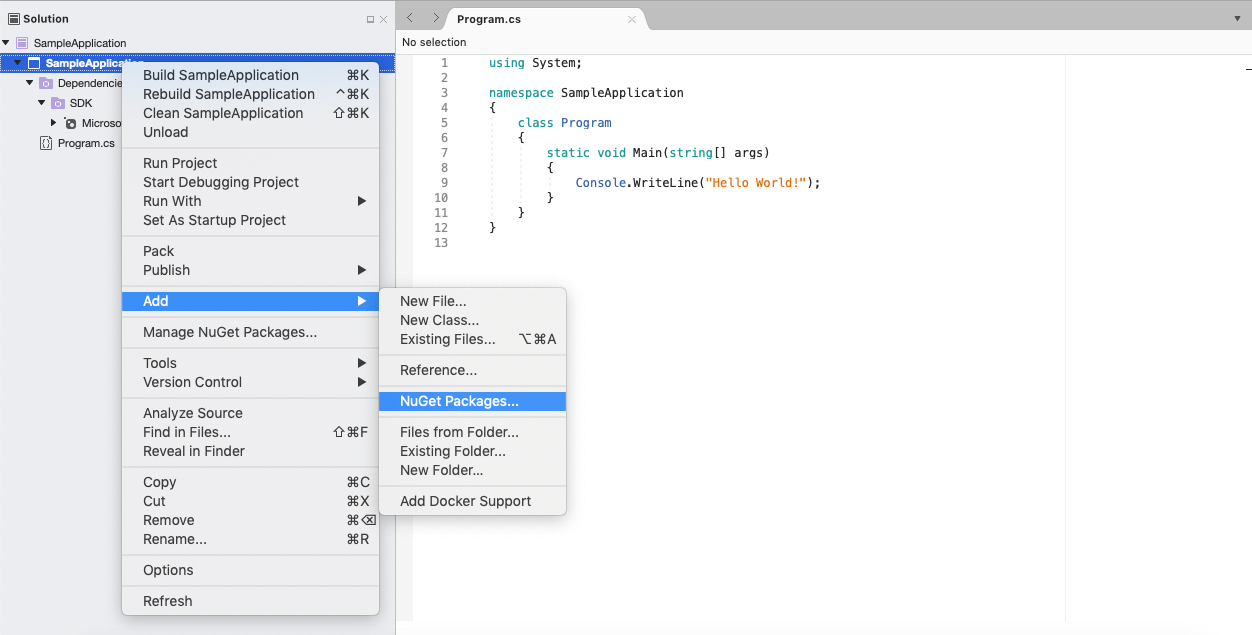 Solution
SampleApplication
SampleApplication
Dependencie
SDK
Microso
Program.cs
Build SampleApplication ⌘K
Rebuild SampleApplication ^⌘K
Clean SampleApplication ⇧⌘K
Unload
Run Project
Start Debugging Project
Run With
Set As Startup Project
Pack
Publish
Add
Manage NuGet Packages...
Tools
Version Control
Analyze Source
Find in Files... ⇧⌘F
Reveal in Finder
Copy ⌘C
Cut ⌘X
Remove ⌘⌫
Rename... ⌘R
Options
Refresh
New File...
New Class...
Existing Files... ⌥⌘A
Reference...
NuGet Packages...
Files from Folder...
Existing Folder...
New Folder...
Add Docker Support
Program.cs
No selection
1 using System;
2
3 namespace SampleApplication
4 {
5 class Program
6 {
7 static void Main(string[] args)
8 {
9 Console.WriteLine("Hello World!");
10 }
11 }
12 }
13